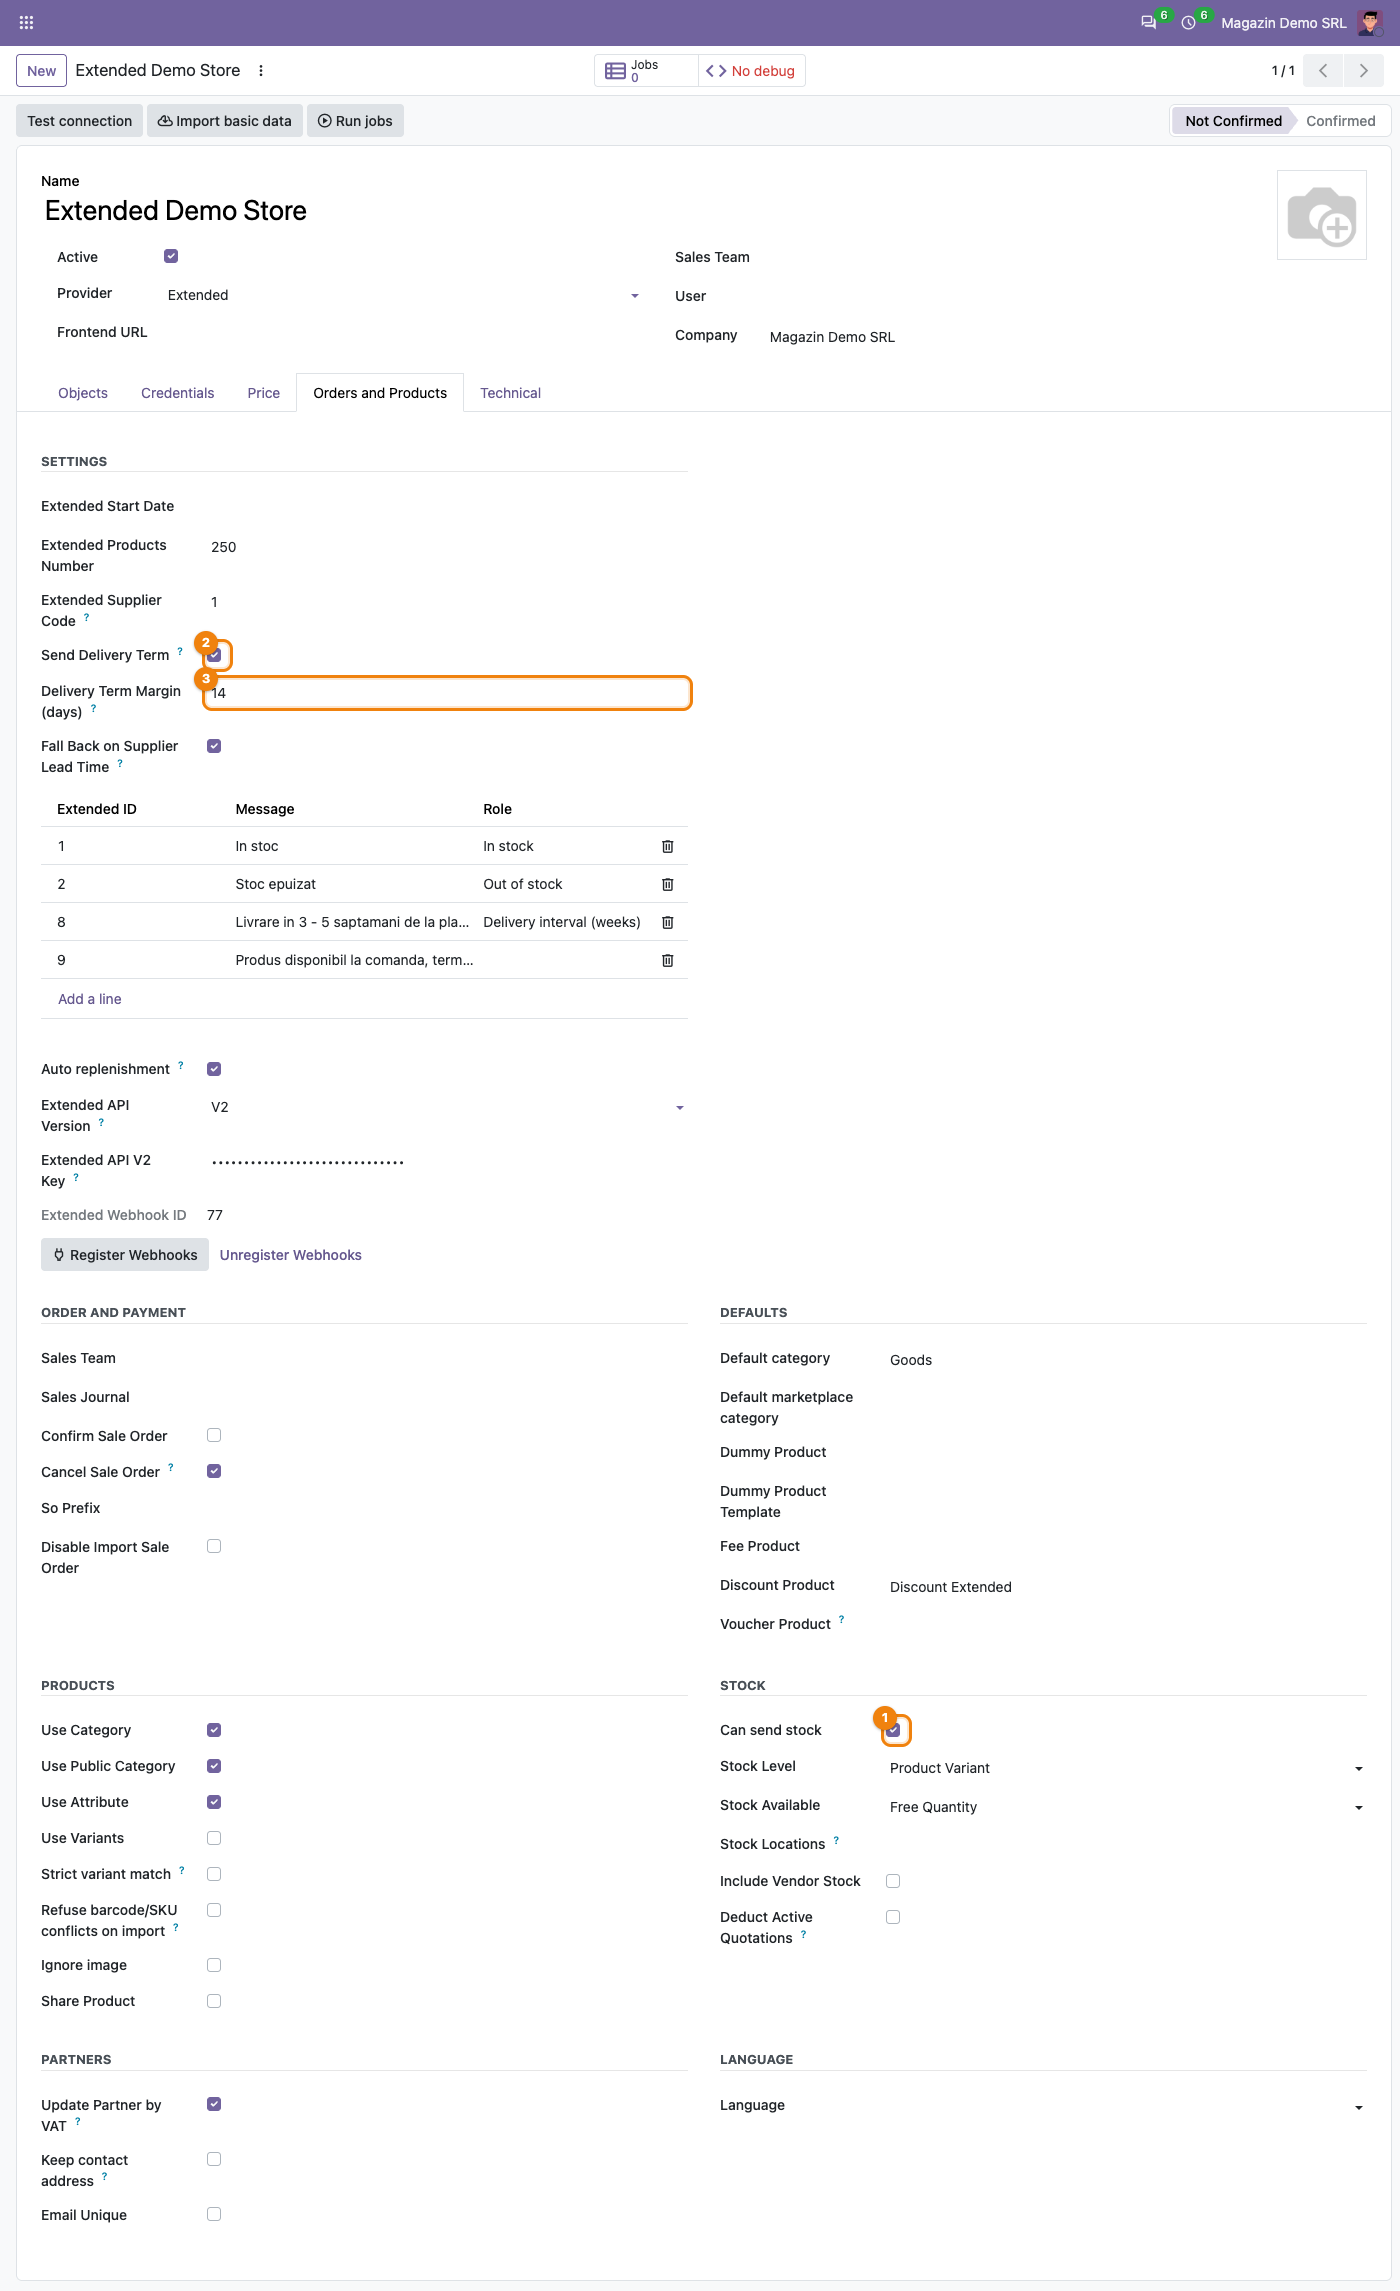 6
6
Magazin Demo SRL
New
Extended Demo Store
Jobs
0
No debug
1 / 1
Test connection
Import basic data
Run jobs
Not Confirmed
Confirmed
Name
Extended Demo Store
Active
Sales Team
Provider
Extended
User
Frontend URL
Company
Magazin Demo SRL
Objects
Credentials
Price
Orders and Products
Technical
SETTINGS
Extended Start Date
Extended Products
Number
250
Extended Supplier
Code ?
1
Send Delivery Term ?
2
Delivery Term Margin
(days) ?
3
14
Fall Back on Supplier
Lead Time ?
Extended ID
Message
Role
1
In stoc
In stock
2
Stoc epuizat
Out of stock
8
Livrare in 3 - 5 saptamani de la pla...
Delivery interval (weeks)
9
Produs disponibil la comanda, term...
Add a line
Auto replenishment ?
Extended API
Version ?
V2
Extended API V2
Key ?
••••••••••••••••••••••••••••••
Extended Webhook ID
77
Register Webhooks
Unregister Webhooks
ORDER AND PAYMENT
Sales Team
Sales Journal
Confirm Sale Order
Cancel Sale Order ?
So Prefix
Disable Import Sale
Order
DEFAULTS
Default category
Goods
Default marketplace
category
Dummy Product
Dummy Product
Template
Fee Product
Discount Product
Discount Extended
Voucher Product ?
PRODUCTS
Use Category
Use Public Category
Use Attribute
Use Variants
Strict variant match ?
Refuse barcode/SKU
conflicts on import ?
Ignore image
Share Product
STOCK
Can send stock
1
Stock Level
Product Variant
Stock Available
Free Quantity
Stock Locations ?
Include Vendor Stock
Deduct Active
Quotations ?
PARTNERS
Update Partner by
VAT ?
Keep contact
address ?
Email Unique
LANGUAGE
Language